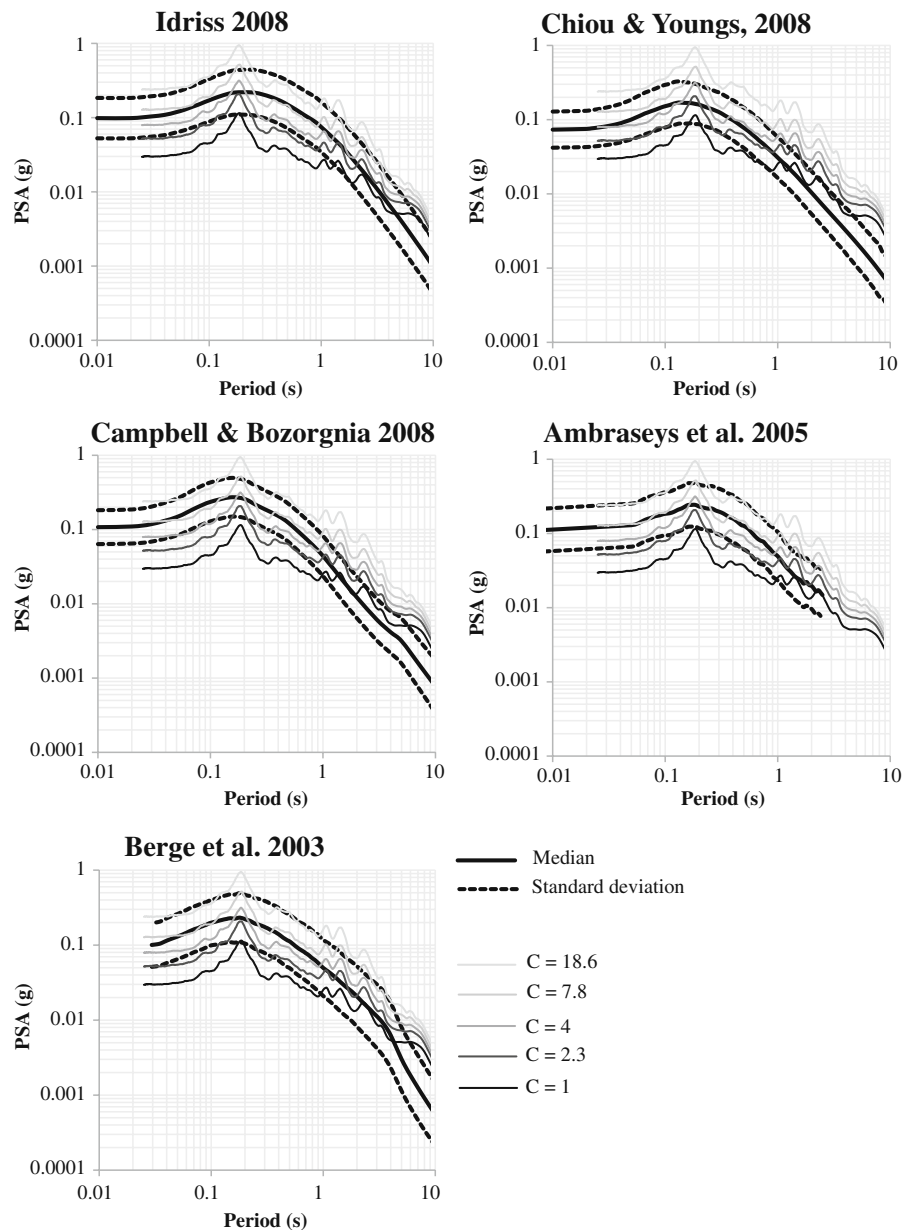 Idriss 2008
1
0.1
0.01
0.001
0.0001
PSA (g)
0.01 0.1 1 10
Period (s)
Chiou & Youngs, 2008
1
0.1
0.01
0.001
0.0001
PSA (g)
0.01 0.1 1 10
Period (s)
Campbell & Bozorgnia 2008
1
0.1
0.01
0.001
0.0001
PSA (g)
0.01 0.1 1 10
Period (s)
Ambraseys et al. 2005
1
0.1
0.01
0.001
0.0001
PSA (g)
0.01 0.1 1 10
Period (s)
Berge et al. 2003
1
0.1
0.01
0.001
0.0001
PSA (g)
0.01 0.1 1 10
Period (s)
Median
Standard deviation
C = 18.6
C = 7.8
C = 4
C = 2.3
C = 1